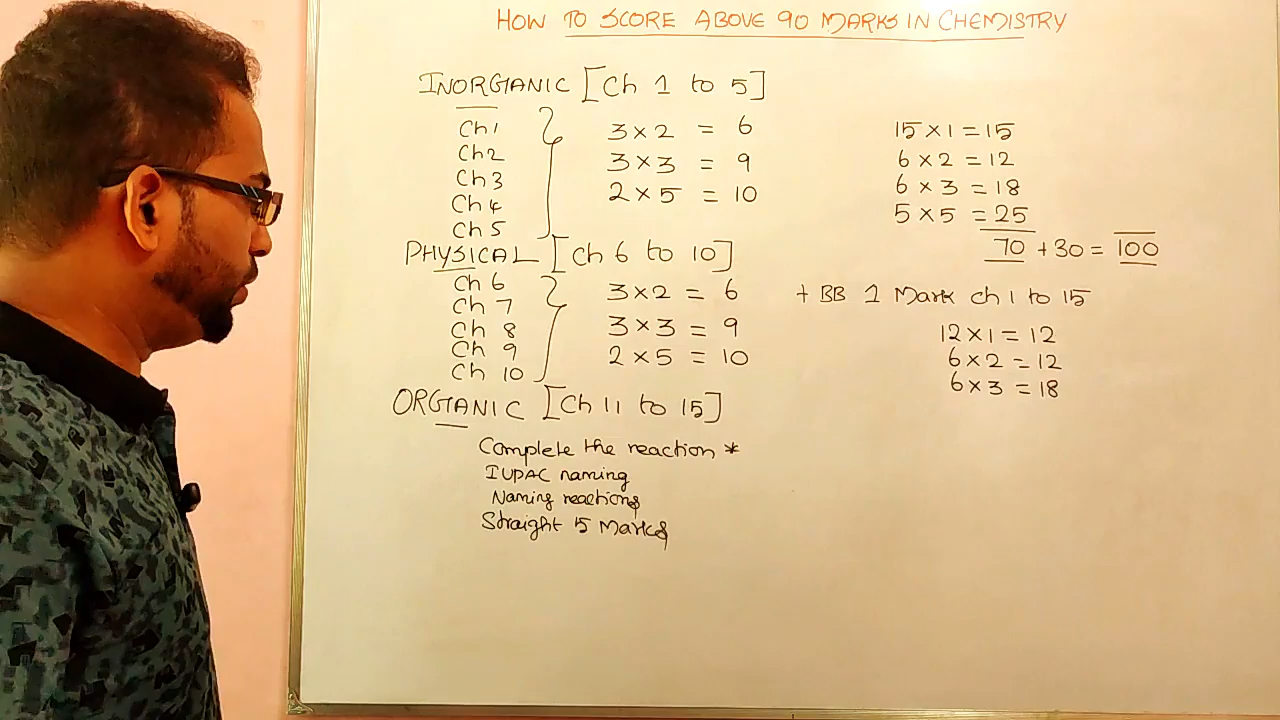 HOW TO SCORE ABOVE 90 MARKS IN CHEMISTRY
INORGANIC [Ch 1 to 5]
Ch1
Ch2
Ch3
Ch4
Ch5
3 × 2 = 6
3 × 3 = 9
2 × 5 = 10
PHYSICAL [Ch 6 to 10]
Ch 6
Ch 7
Ch 8
Ch 9
Ch 10
3 × 2 = 6
3 × 3 = 9
2 × 5 = 10
ORGANIC [Ch 11 to 15]
Complete the reaction *
IUPAC naming
Naming reactions
Straight 5 Marks
15 × 1 = 15
6 × 2 = 12
6 × 3 = 18
5 × 5 = 25
70 + 30 = 100
+ BB 1 Mark ch 1 to 15
12 × 1 = 12
6 × 2 = 12
6 × 3 = 18